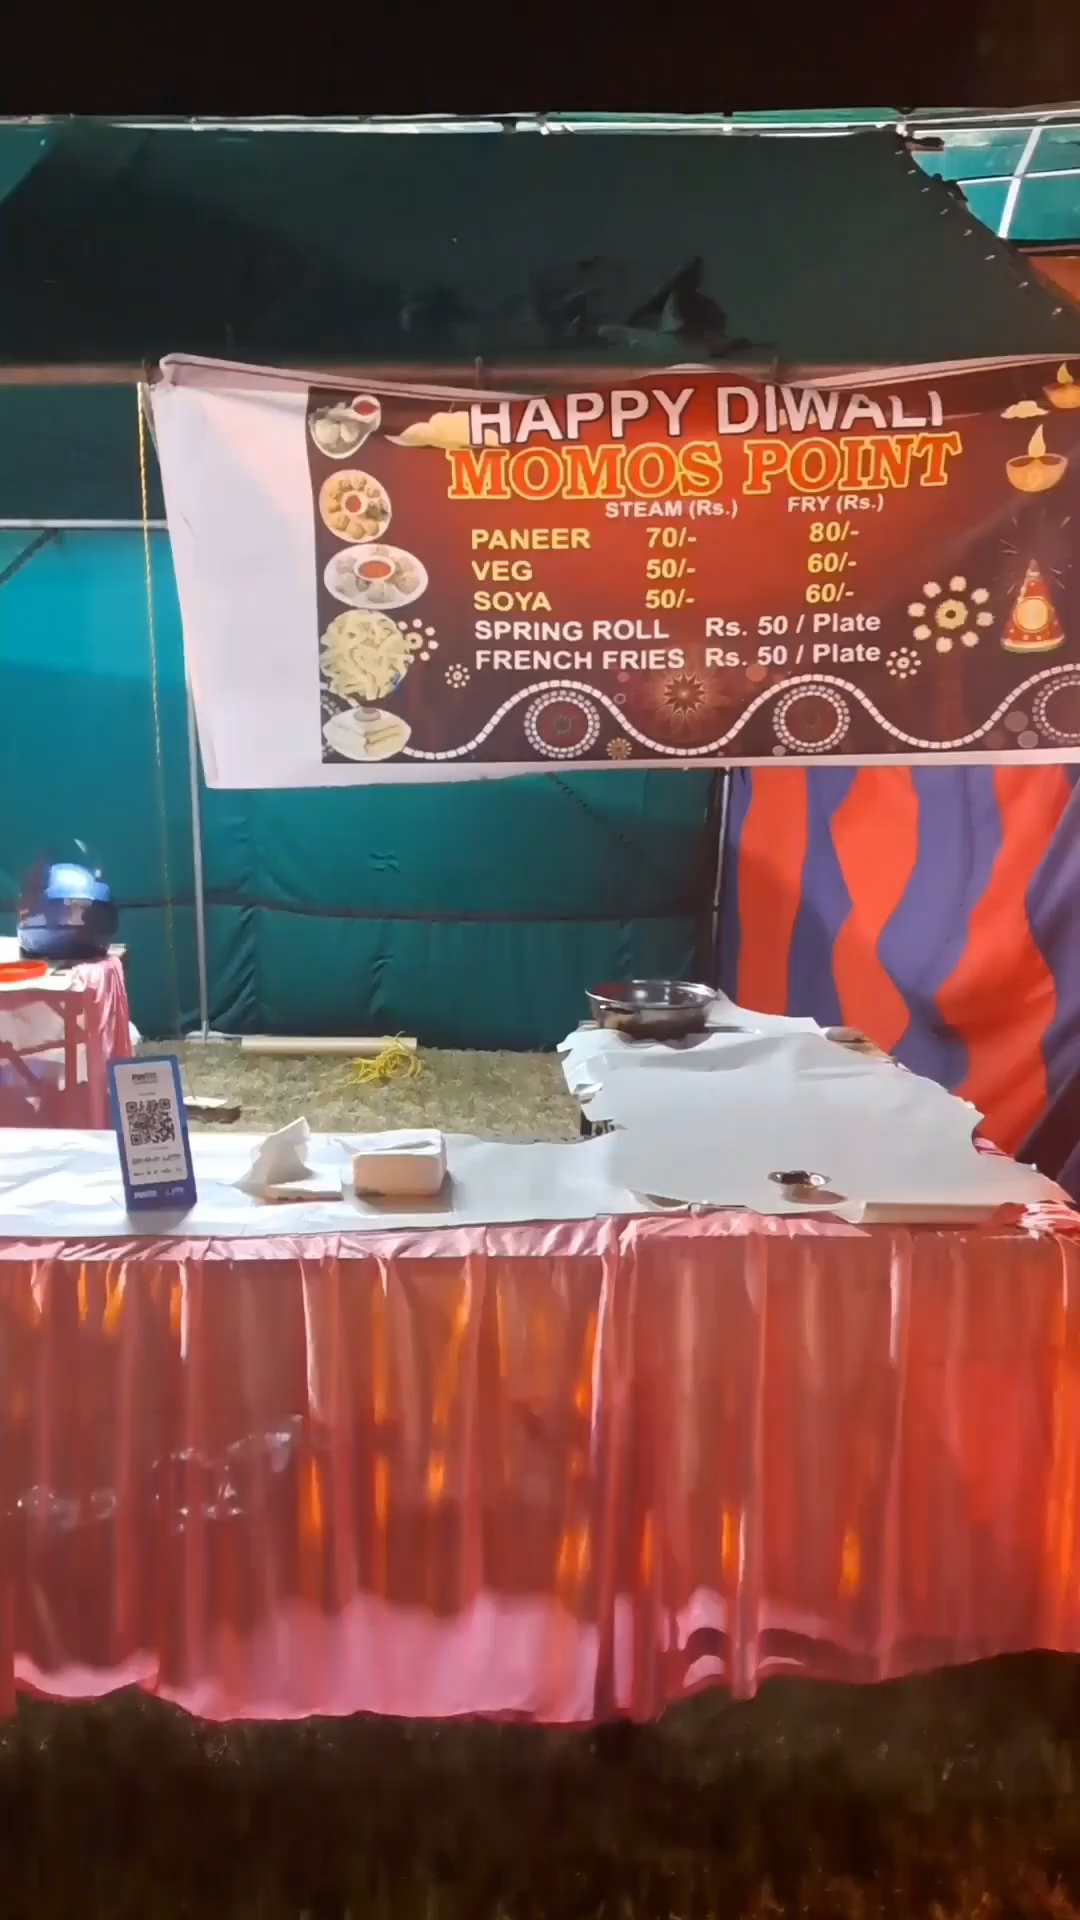 HAPPY DIWALI
MOMOS POINT
STEAM (Rs.) FRY (Rs.)
PANEER 70/- 80/-
VEG 50/- 60/-
SOYA 50/- 60/-
SPRING ROLL Rs. 50 / Plate
FRENCH FRIES Rs. 50 / Plate